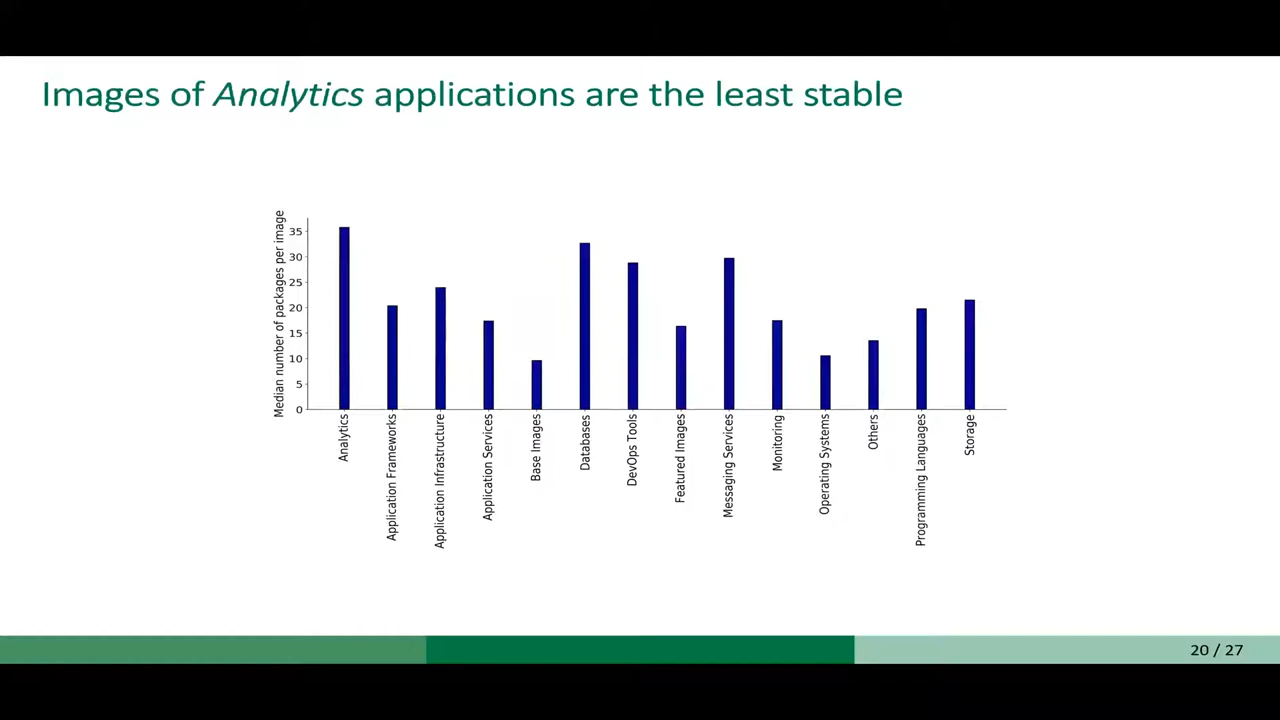 Images of Analytics applications are the least stable
Median number of packages per image
35
30
25
20
15
10
5
0
Analytics
Application Frameworks
Application Infrastructure
Application Services
Base Images
Databases
DevOps Tools
Featured Images
Messaging Services
Monitoring
Operating Systems
Others
Programming Languages
Storage
20 / 27